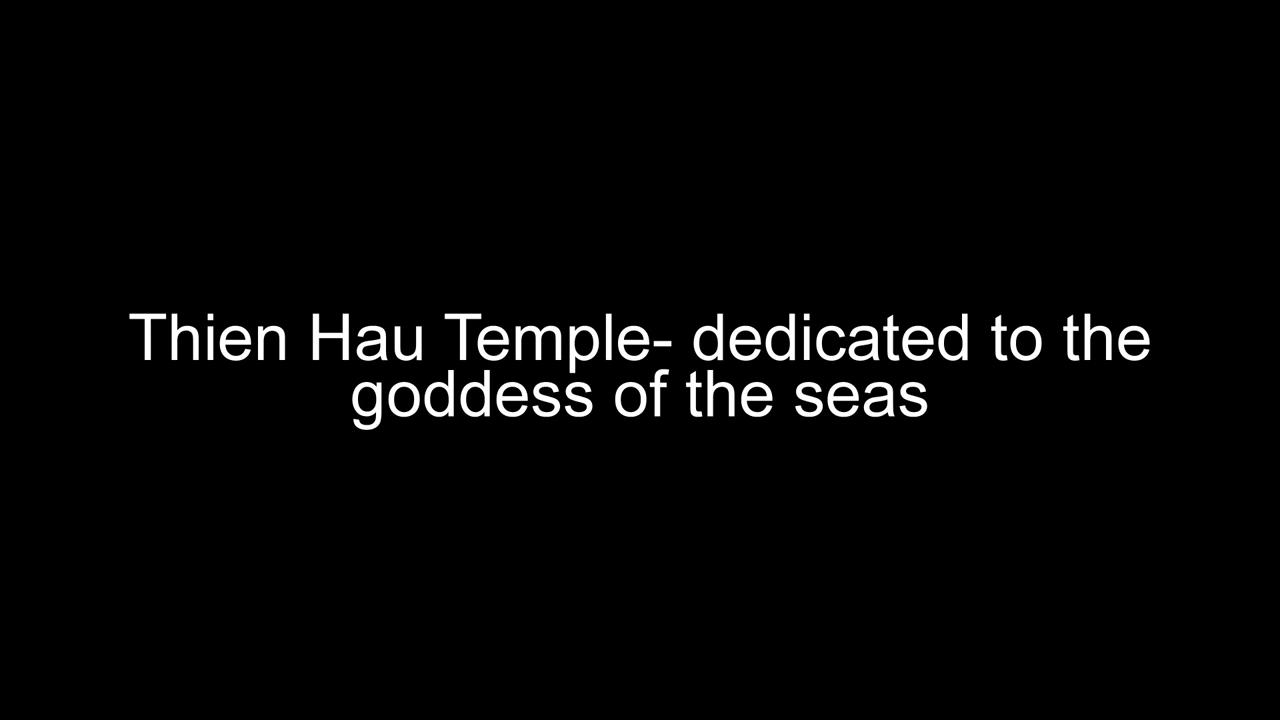 Thien Hau Temple- dedicated to the
goddess of the seas